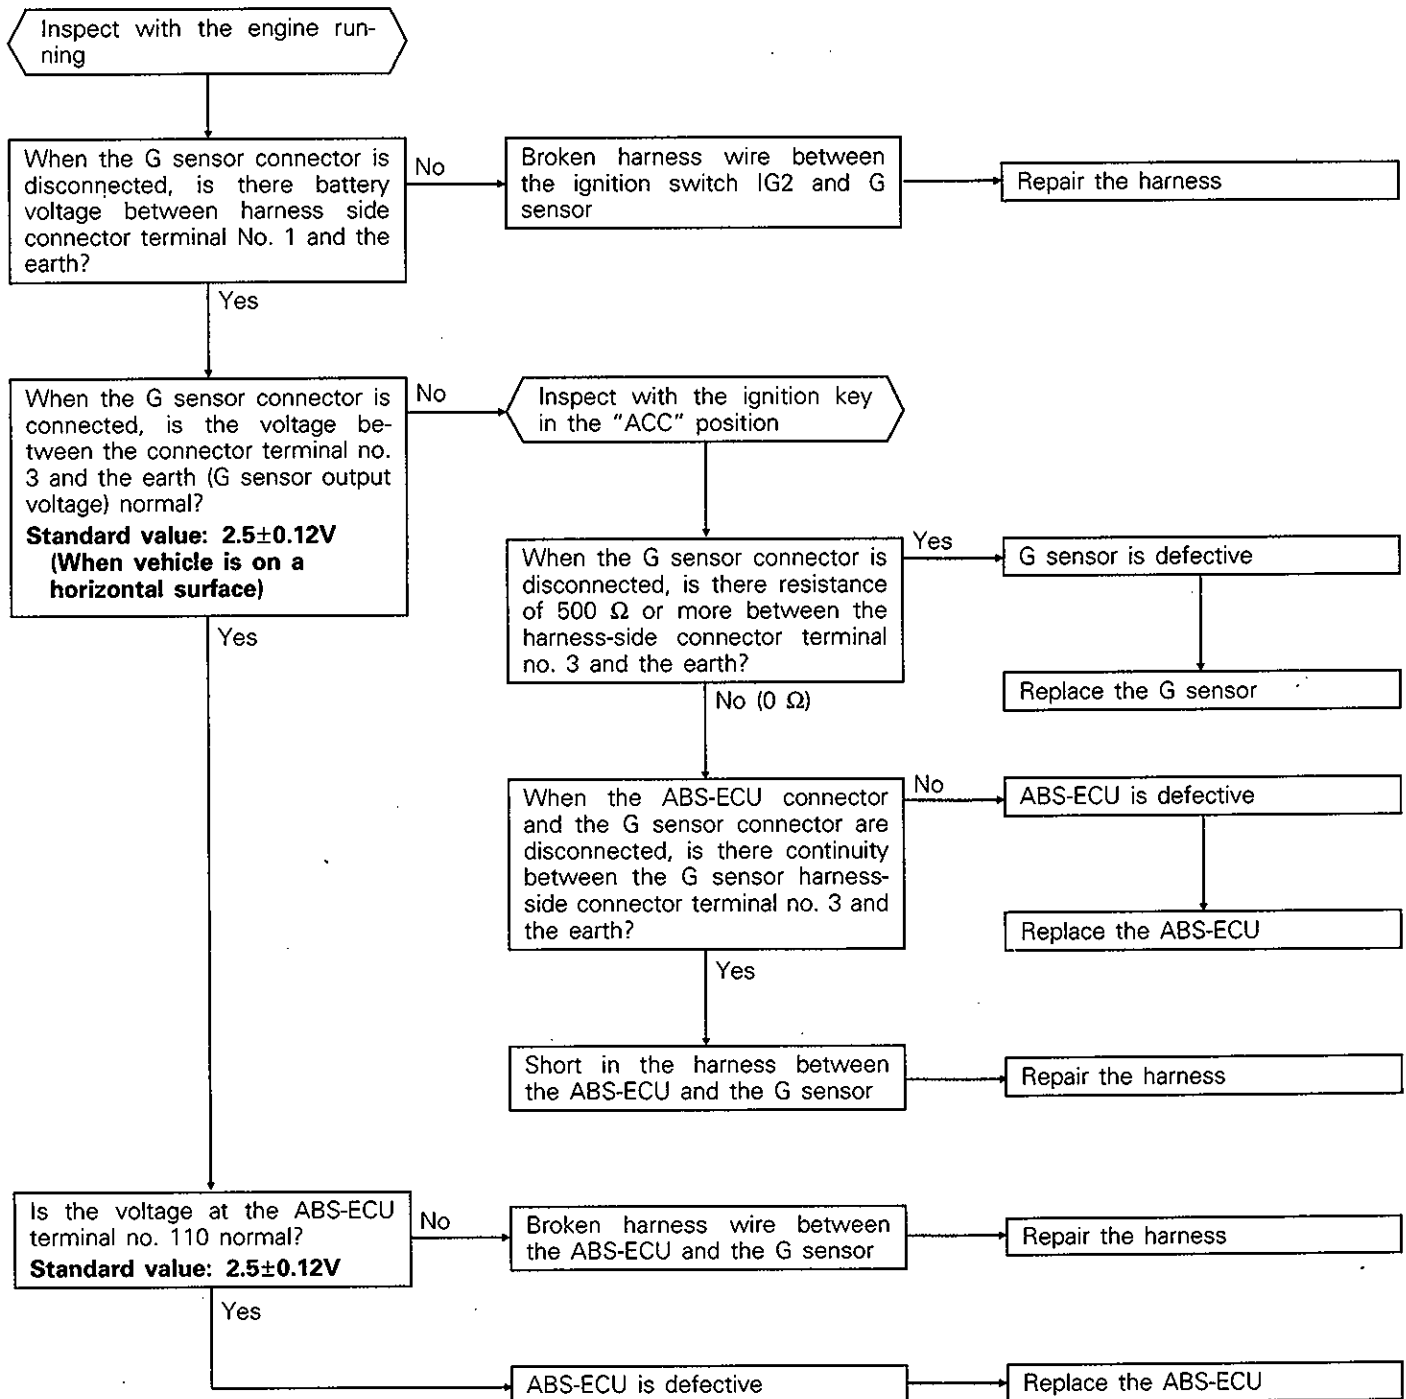 Inspect with the engine run-
ning
When the G sensor connector is
disconnected, is there battery
voltage between harness side
connector terminal No. 1 and the
earth?
No
Broken harness wire between
the ignition switch IG2 and G
sensor
Repair the harness
Yes
When the G sensor connector is
connected, is the voltage be-
tween the connector terminal no.
3 and the earth (G sensor output
voltage) normal?
Standard value: 2.5±0.12V
(When vehicle is on a
horizontal surface)
No
Inspect with the ignition key
in the "ACC" position
When the G sensor connector is
disconnected, is there resistance
of 500 Ω or more between the
harness-side connector terminal
no. 3 and the earth?
Yes
G sensor is defective
Replace the G sensor
No (0 Ω)
When the ABS-ECU connector
and the G sensor connector are
disconnected, is there continuity
between the G sensor harness-
side connector terminal no. 3 and
the earth?
No
ABS-ECU is defective
Replace the ABS-ECU
Yes
Short in the harness between
the ABS-ECU and the G sensor
Repair the harness
Yes
Is the voltage at the ABS-ECU
terminal no. 110 normal?
Standard value: 2.5±0.12V
No
Broken harness wire between
the ABS-ECU and the G sensor
Repair the harness
Yes
ABS-ECU is defective
Replace the ABS-ECU